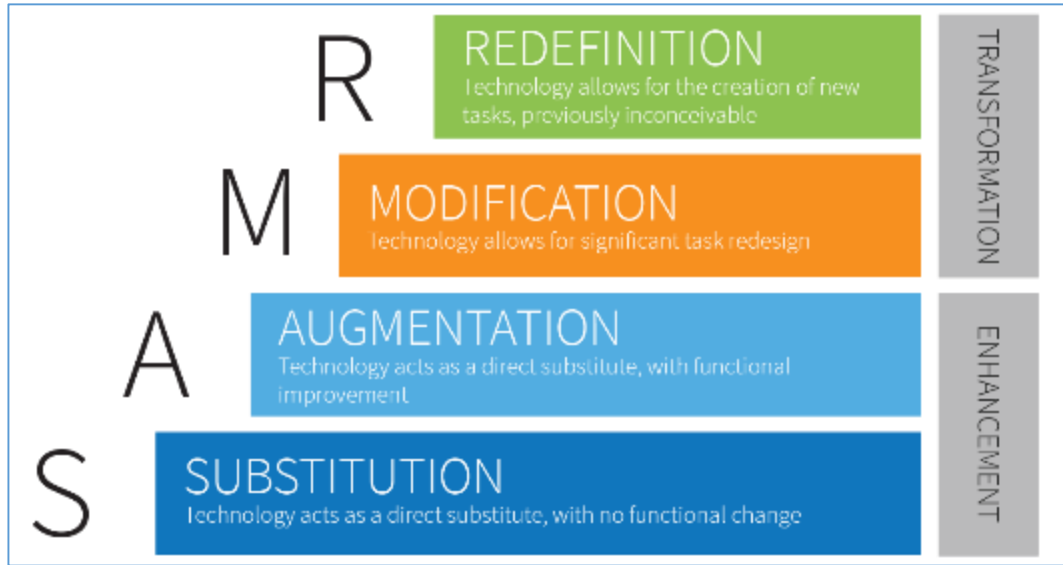 R
REDEFINITION
Technology allows for the creation of new
tasks, previously inconceivable
TRANSFORMATION
M
MODIFICATION
Technology allows for significant task redesign
A
AUGMENTATION
Technology acts as a direct substitute, with functional
improvement
ENHANCEMENT
S
SUBSTITUTION
Technology acts as a direct substitute, with no functional change